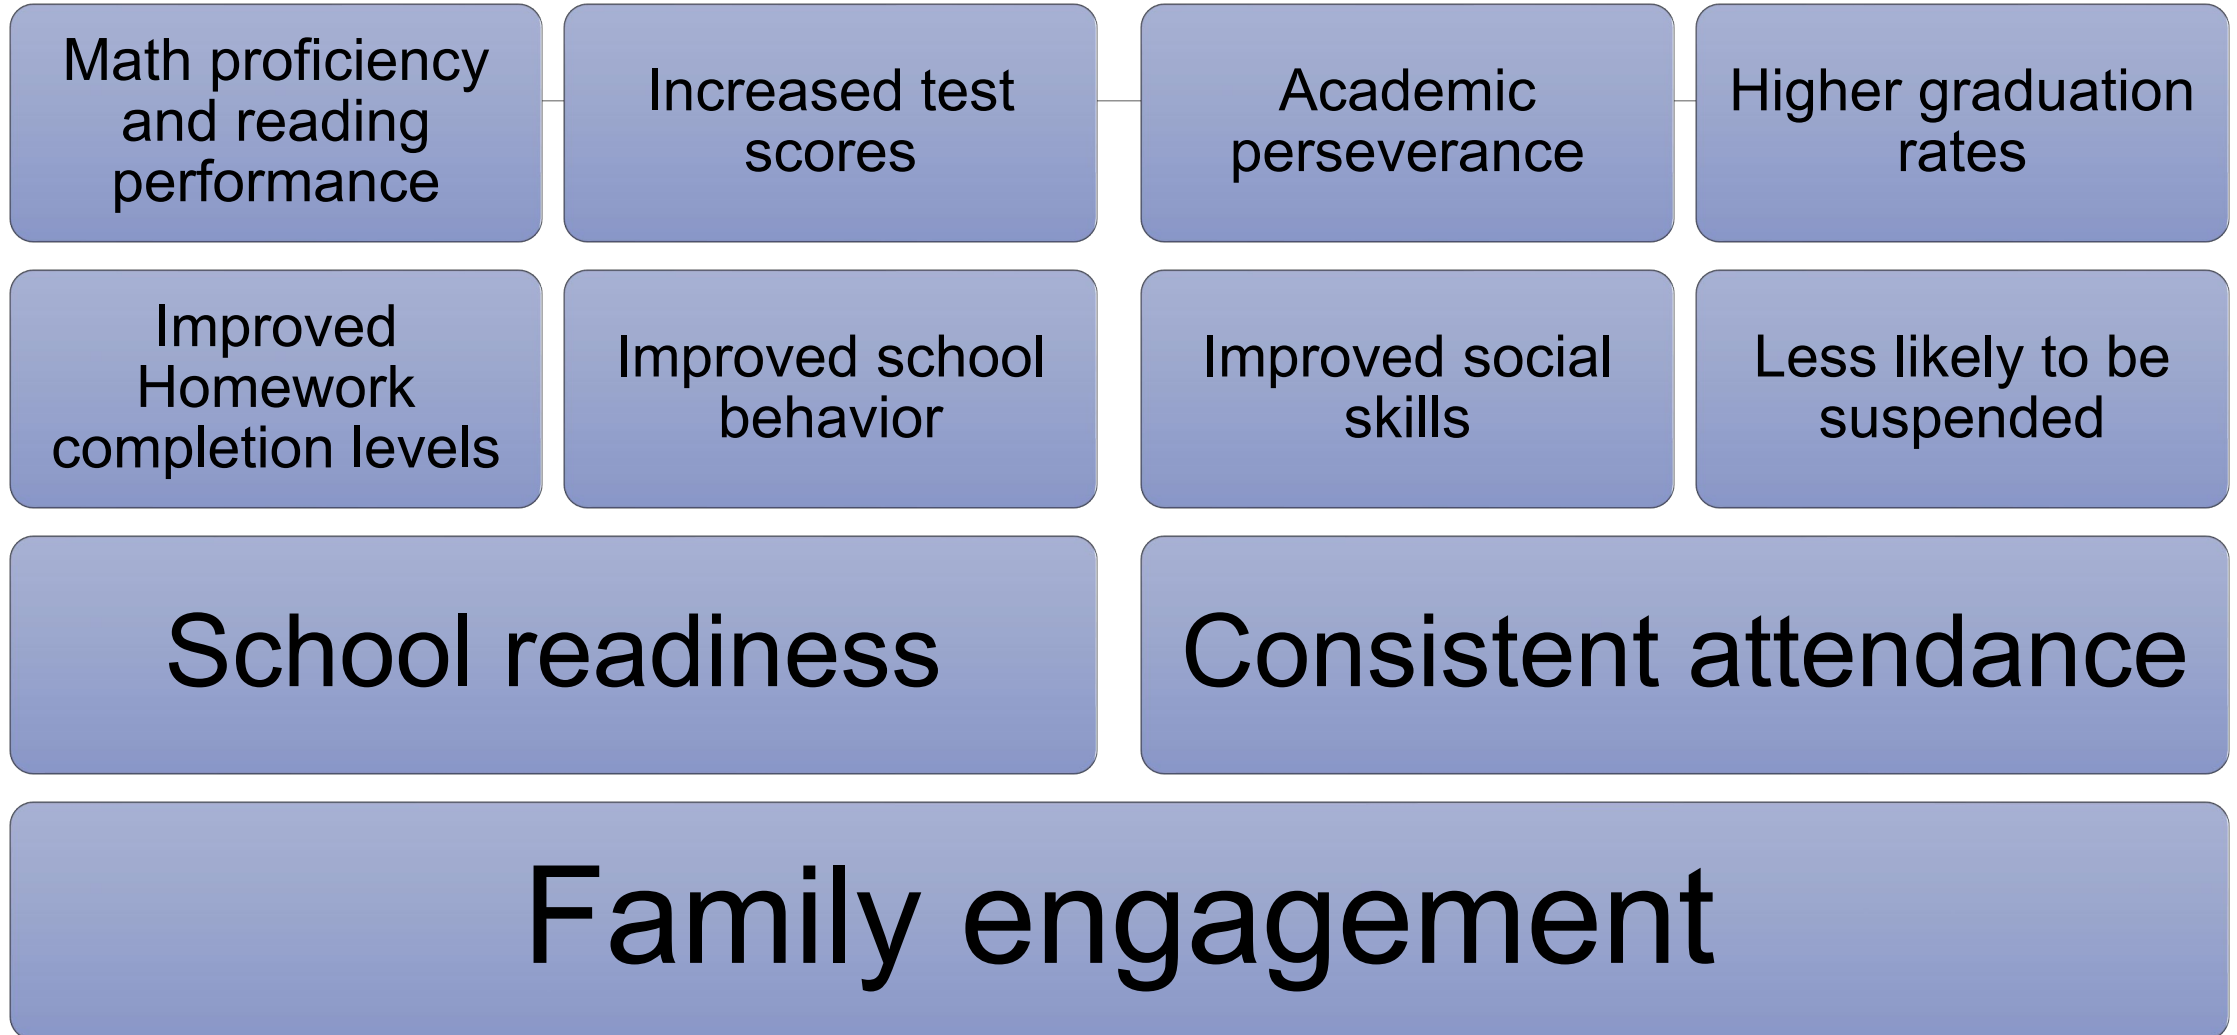 Math proficiency
and reading
performance
Increased test
scores
Academic
perseverance
Higher graduation
rates
Improved
Homework
completion levels
Improved school
behavior
Improved social
skills
Less likely to be
suspended
School readiness
Consistent attendance
Family engagement